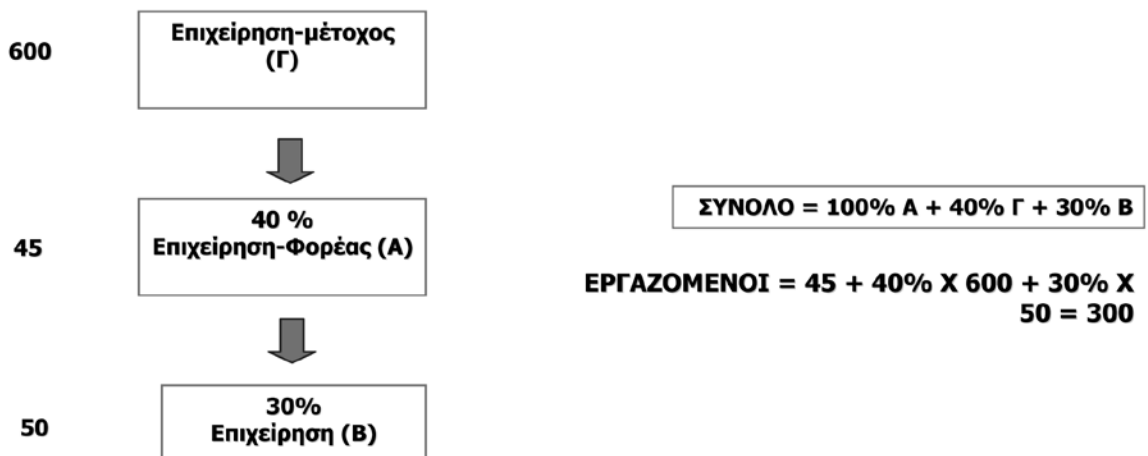 600
Επιχείρηση-μέτοχος
(Γ)
45
40 %
Επιχείρηση-Φορέας (Α)
50
30%
Επιχείρηση (Β)
ΣΥΝΟΛΟ = 100% Α + 40% Γ + 30% Β
ΕΡΓΑΖΟΜΕΝΟΙ = 45 + 40% Χ 600 + 30% Χ
50 = 300